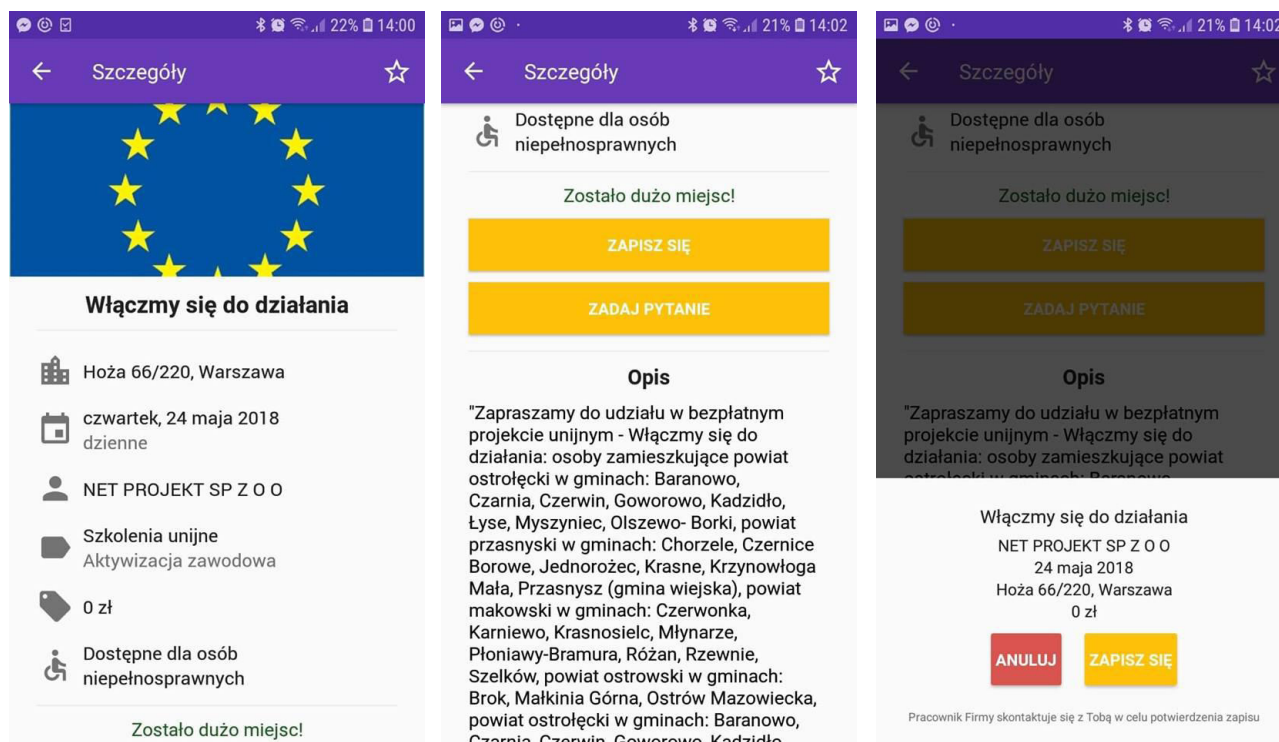 22% 14:00
Szczegóły
Włączmy się do działania
Hoża 66/220, Warszawa
czwartek, 24 maja 2018
dzienne
NET PROJEKT SP Z O O
Szkolenia unijne
Aktywizacja zawodowa
0 zł
Dostępne dla osób
niepełnosprawnych
Zostało dużo miejsc!
21% 14:02
Szczegóły
Dostępne dla osób
niepełnosprawnych
Zostało dużo miejsc!
ZAPISZ SIĘ
ZADAJ PYTANIE
Opis
"Zapraszamy do udziału w bezpłatnym
projekcie unijnym - Włączmy się do
działania: osoby zamieszkujące powiat
ostrołęcki w gminach: Baranowo,
Czarnia, Czerwin, Goworowo, Kadzidło,
Łyse, Myszyniec, Olszewo- Borki, powiat
przasnyski w gminach: Chorzele, Czernice
Borowe, Jednorożec, Krasne, Krzynowłoga
Mała, Przasnysz (gmina wiejska), powiat
makowski w gminach: Czerwonka,
Karniewo, Krasnosielc, Młynarze,
Płoniawy-Bramura, Różan, Rzewnie,
Szelków, powiat ostrowski w gminach:
Brok, Małkinia Górna, Ostrów Mazowiecka,
powiat ostrołęcki w gminach: Baranowo,
Czarnia, Czerwin, Goworowo, Kadzidło,
21% 14:02
Szczegóły
Dostępne dla osób
niepełnosprawnych
Zostało dużo miejsc!
ZAPISZ SIĘ
ZADAJ PYTANIE
Opis
"Zapraszamy do udziału w bezpłatnym
projekcie unijnym - Włączmy się do
działania: osoby zamieszkujące powiat
ostrołęcki w gminach: Baranowo,
Włączmy się do działania
NET PROJEKT SP Z O O
24 maja 2018
Hoża 66/220, Warszawa
0 zł
ANULUJ
ZAPISZ SIĘ
Pracownik Firmy skontaktuje się z Tobą w celu potwierdzenia zapisu